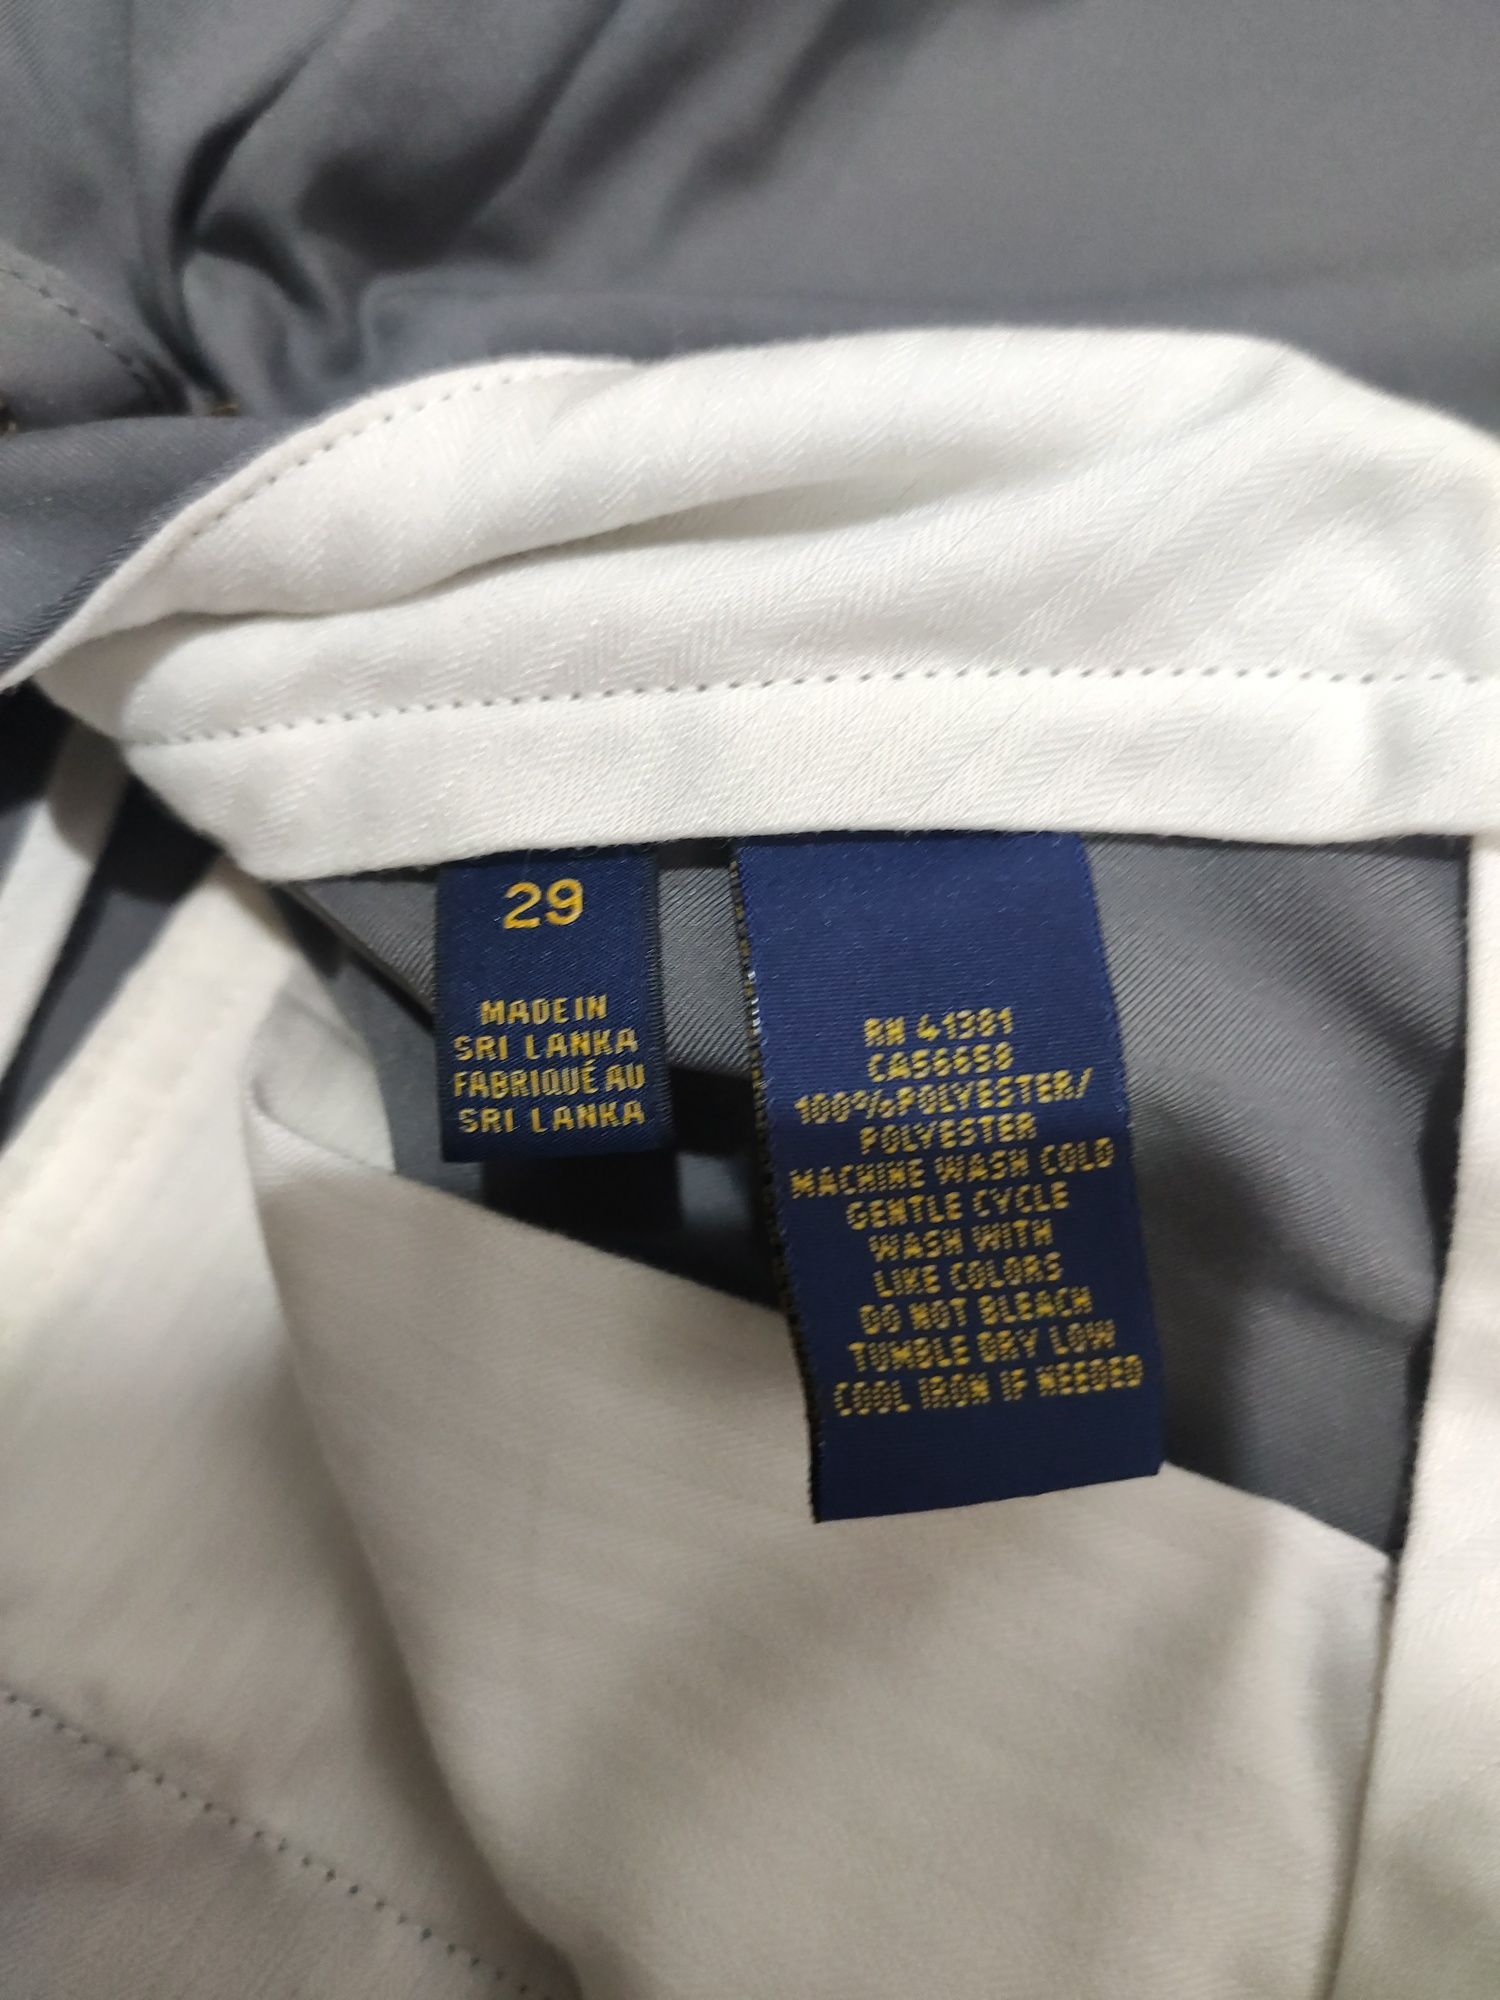 29
MADE IN
SRI LANKA
FABRIQUÉ AU
SRI LANKA
RN 41381
CA56658
100%POLYESTER/
POLYESTER
MACHINE WASH COLD
GENTLE CYCLE
WASH WITH
LIKE COLORS
DO NOT BLEACH
TUMBLE DRY LOW
COOL IRON IF NEEDED